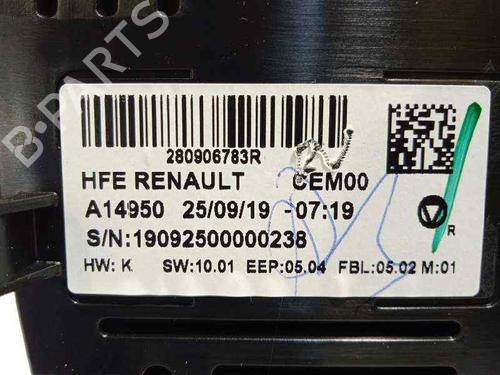 B-PARTS
280906783R
HFE RENAULT CEM00
A14950 25/09/19 -07:19
S/N:19092500000238
R
HW: K SW:10.01 EEP:05.04 FBL:05.02 M:01